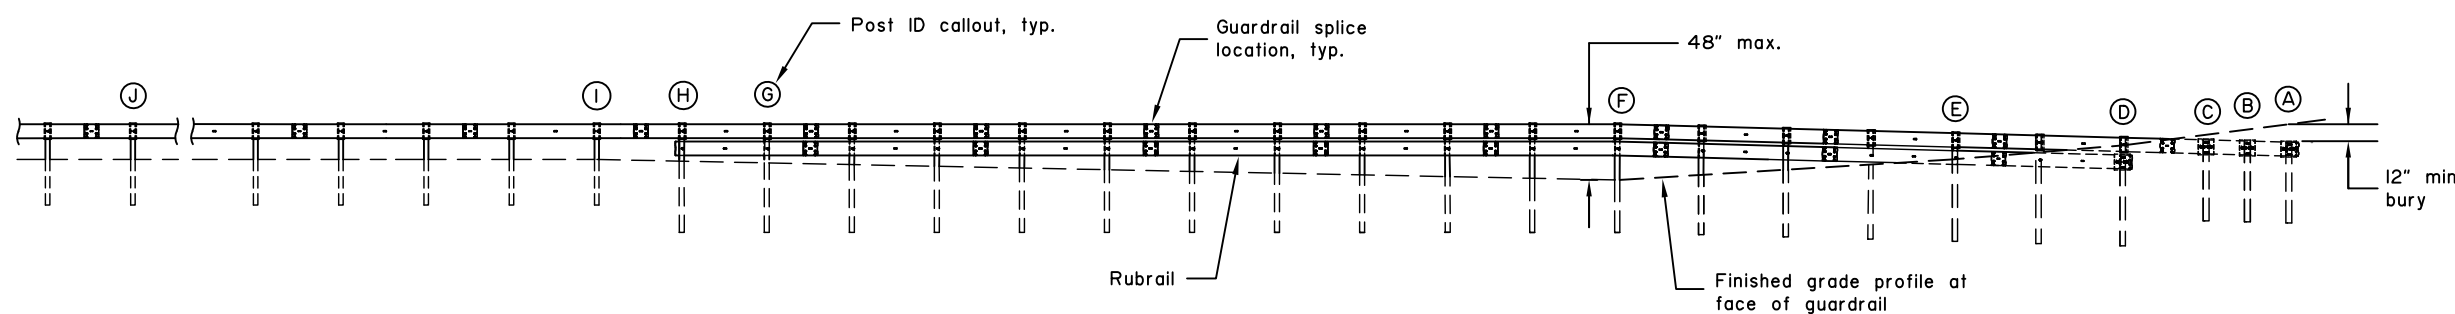 Post ID callout, typ.
Guardrail splice
location, typ.
48" max.
J
I
H
G
F
E
D
C
B
A
12" min
bury
Rubrail
Finished grade profile at
face of guardrail